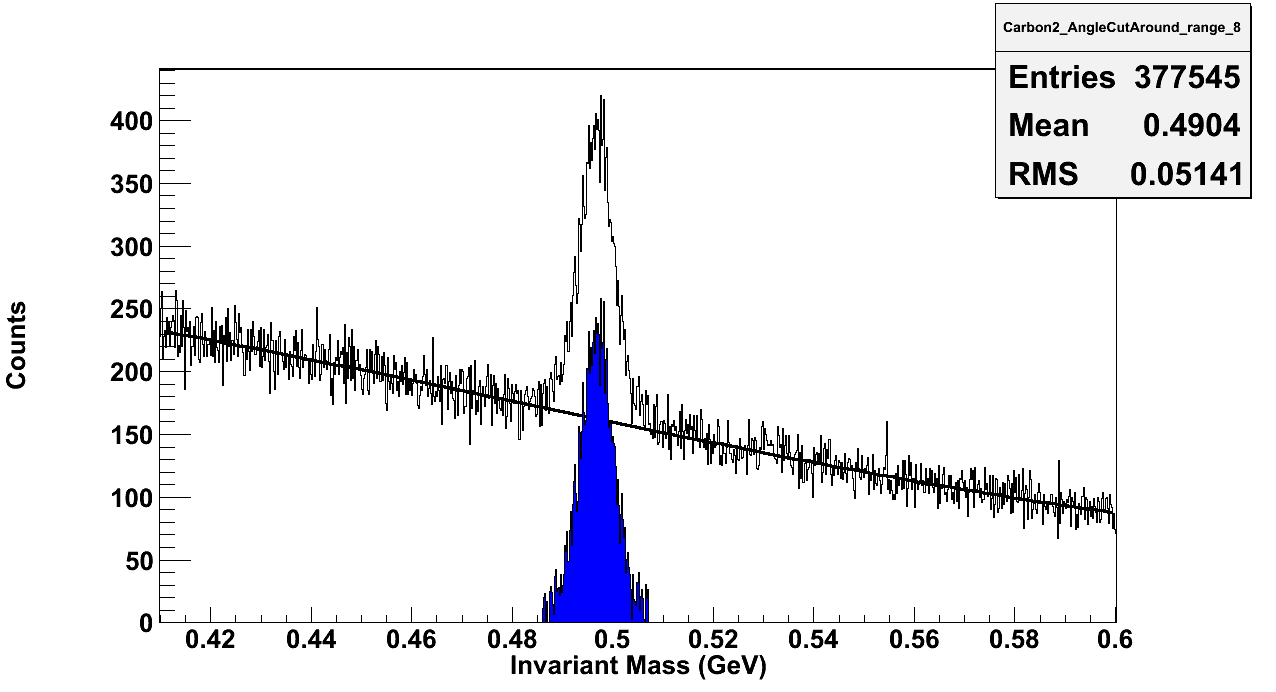 Carbon2_AngleCutAround_range_8
Entries 377545
Mean 0.4904
RMS 0.05141
Counts
400
350
300
250
200
150
100
50
0
0.42 0.44 0.46 0.48 0.5 0.52 0.54 0.56 0.58 0.6
Invariant Mass (GeV)